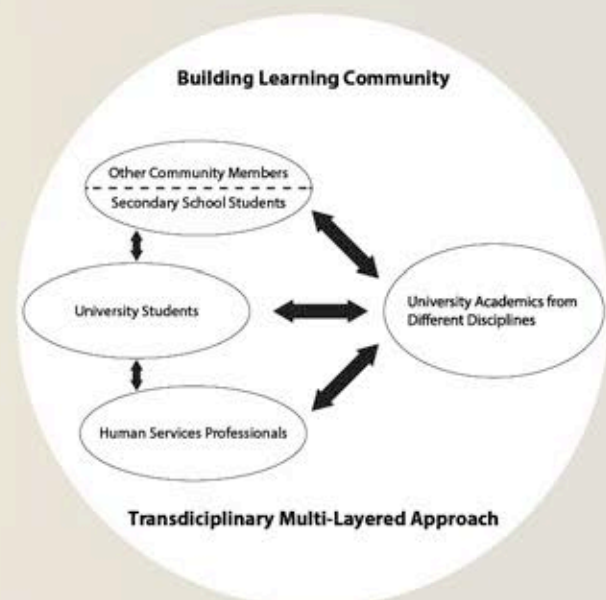 Building Learning Community
Other Community Members
Secondary School Students
University Students
University Academics from
Different Disciplines
Human Services Professionals
Transdiciplinary Multi-Layered Approach